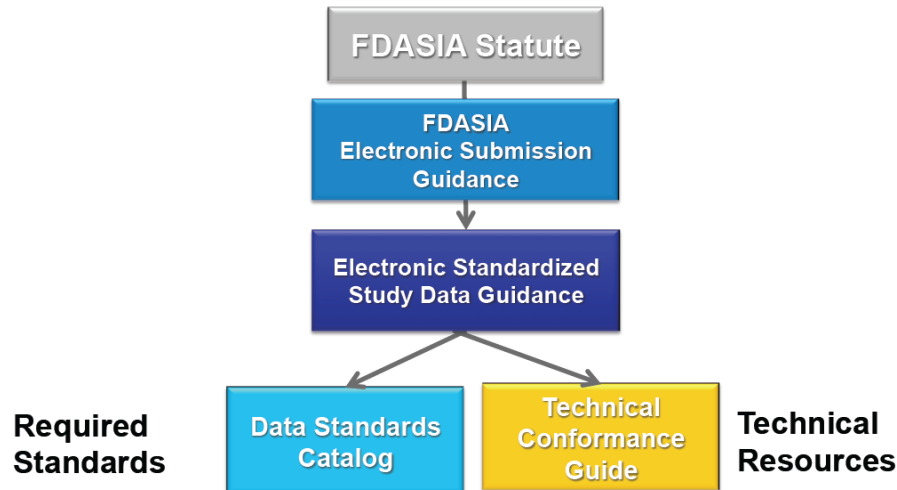 FDASIA Statute
FDASIA
Electronic Submission
Guidance
Electronic Standardized
Study Data Guidance
Required
Standards
Data Standards
Catalog
Technical
Conformance
Guide
Technical
Resources